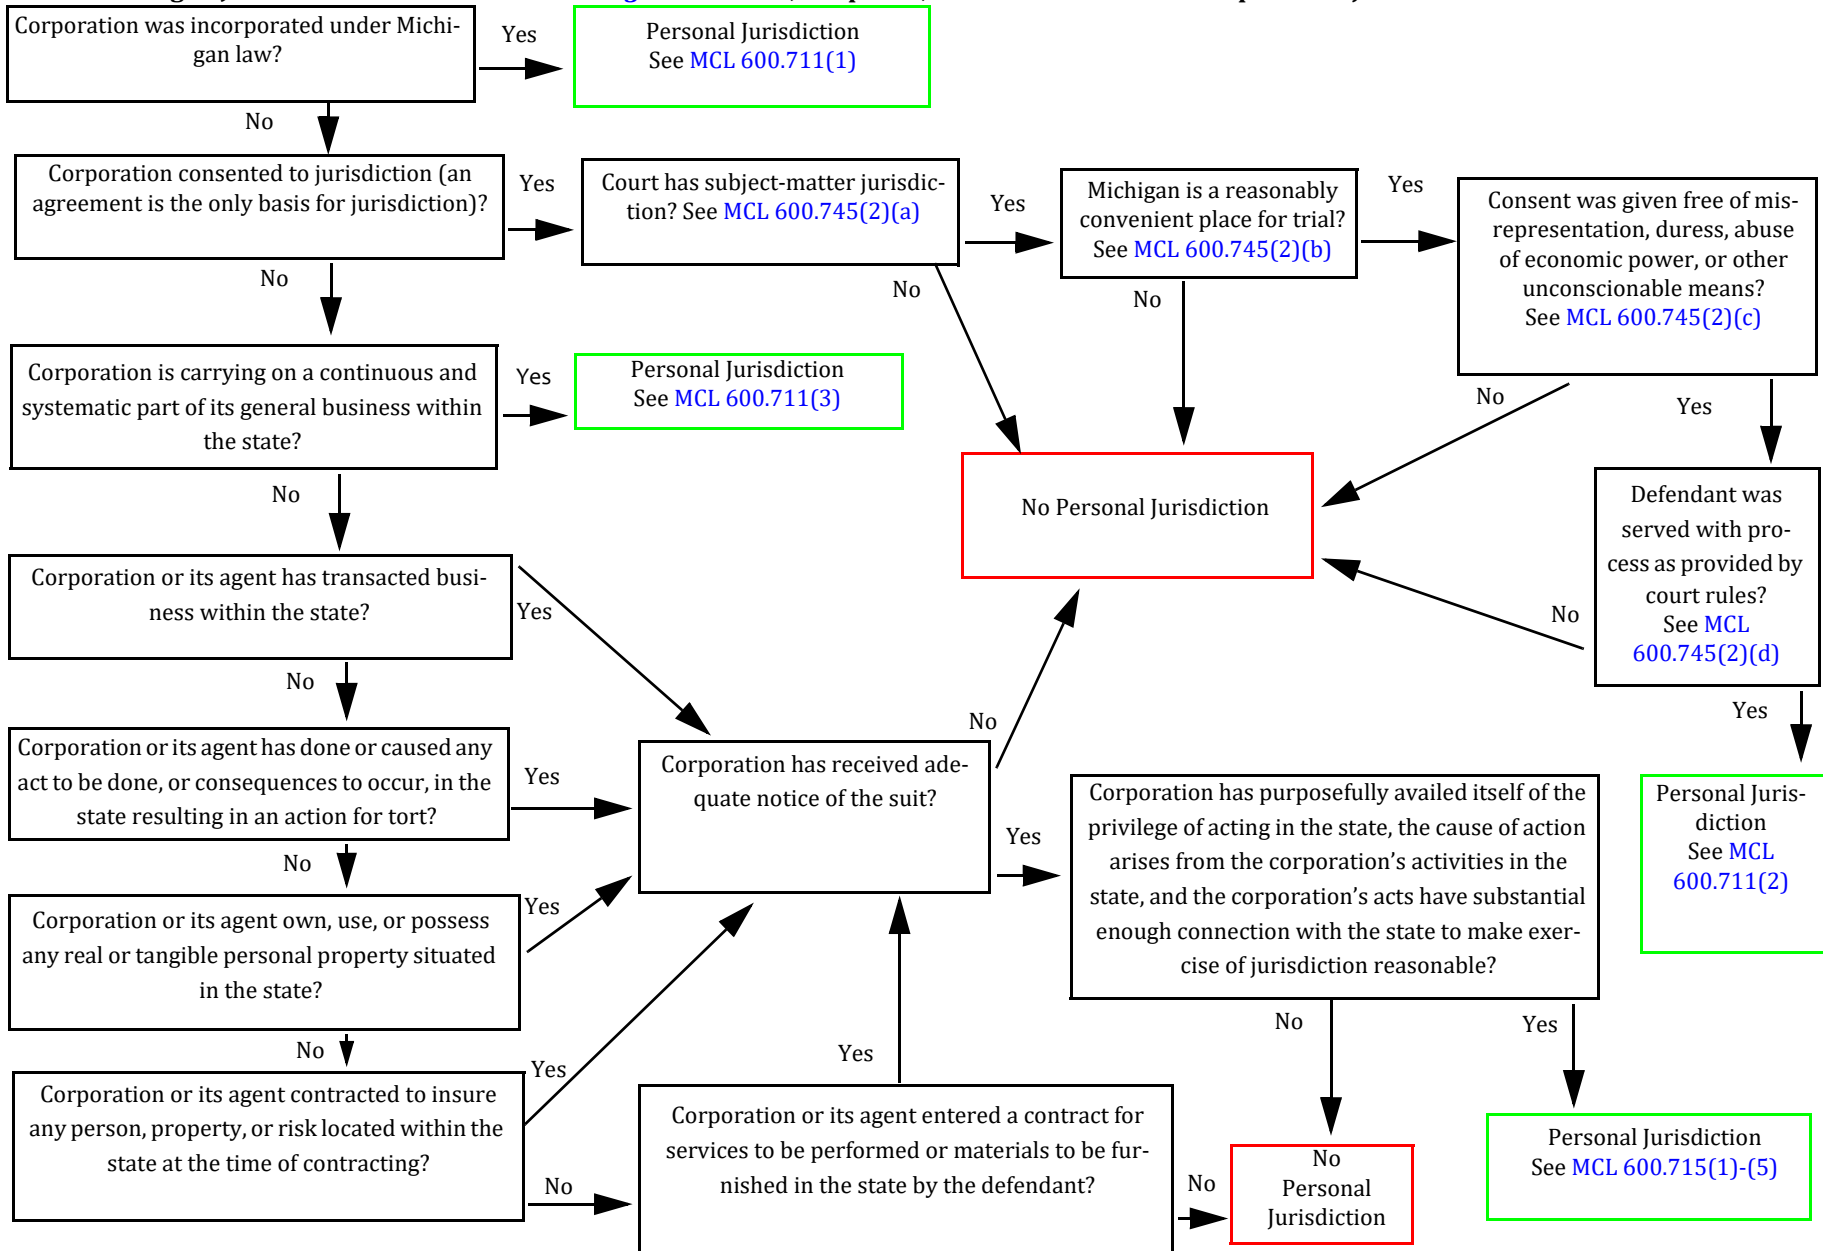 Corporation was incorporated under Michi-
gan law?
Yes
Personal Jurisdiction
See MCL 600.711(1)
No
Corporation consented to jurisdiction (an
agreement is the only basis for jurisdiction)?
Yes
Court has subject-matter jurisdic-
tion? See MCL 600.745(2)(a)
Yes
Michigan is a reasonably
convenient place for trial?
See MCL 600.745(2)(b)
Yes
Consent was given free of mis-
representation, duress, abuse
of economic power, or other
unconscionable means?
See MCL 600.745(2)(c)
No
No
No
No
Yes
Corporation is carrying on a continuous and
systematic part of its general business within
the state?
Yes
Personal Jurisdiction
See MCL 600.711(3)
No
No Personal Jurisdiction
Defendant was
served with pro-
cess as provided by
court rules?
See MCL
600.745(2)(d)
No
Yes
Corporation or its agent has transacted busi-
ness within the state?
Yes
No
Corporation or its agent has done or caused any
act to be done, or consequences to occur, in the
state resulting in an action for tort?
Yes
Corporation has received ade-
quate notice of the suit?
No
Yes
Corporation has purposefully availed itself of the
privilege of acting in the state, the cause of action
arises from the corporation’s activities in the
state, and the corporation’s acts have substantial
enough connection with the state to make exer-
cise of jurisdiction reasonable?
Personal Juris-
diction
See MCL
600.711(2)
No
Corporation or its agent own, use, or possess
any real or tangible personal property situated
in the state?
Yes
No
Corporation or its agent contracted to insure
any person, property, or risk located within the
state at the time of contracting?
Yes
No
Yes
Corporation or its agent entered a contract for
services to be performed or materials to be fur-
nished in the state by the defendant?
No
No
No
Personal
Jurisdiction
Yes
Personal Jurisdiction
See MCL 600.715(1)-(5)